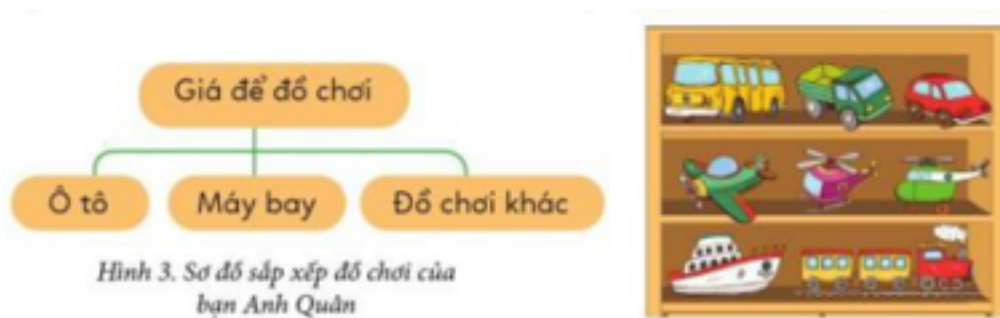 Giá để đồ chơi
Ô tô
Máy bay
Đồ chơi khác
Hình 3. Sơ đồ sắp xếp đồ chơi của
bạn Anh Quân